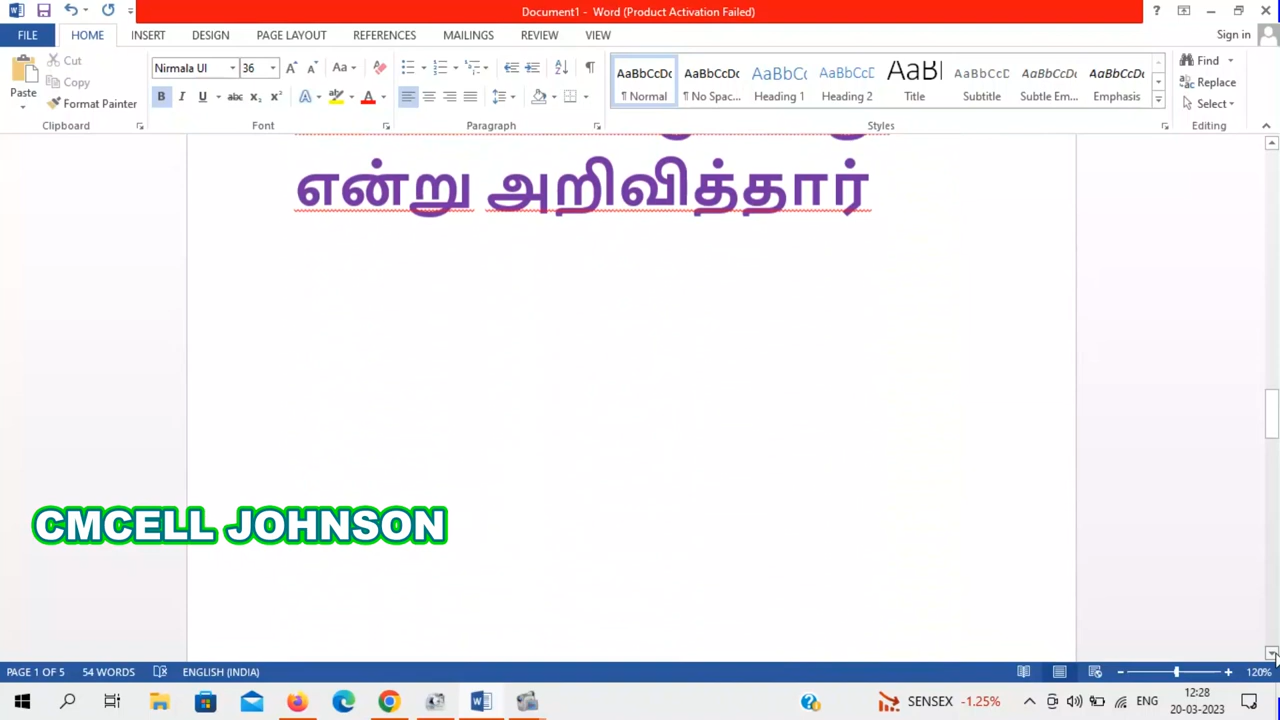 Document1 - Word (Product Activation Failed)
FILE HOME INSERT DESIGN PAGE LAYOUT REFERENCES MAILINGS REVIEW VIEW Sign in
Paste Cut Copy Format Painter Clipboard
Nirmala UI 36 Font
Paragraph
AaBbCcDc ¶ Normal
AaBbCcDc ¶ No Spac...
AaBbCc Heading 1
AaBbCcD Heading 2
AaBl Title
AaBbCcD Subtitle
AaBbCcDc Subtle Em...
AaBbCcDc Emphasis
Styles
Find Replace Select Editing
என்று அறிவித்தார்
CMCELL JOHNSON
PAGE 1 OF 5 54 WORDS ENGLISH (INDIA) 120%
SENSEX -1.25% ENG 12:28
20-03-2023